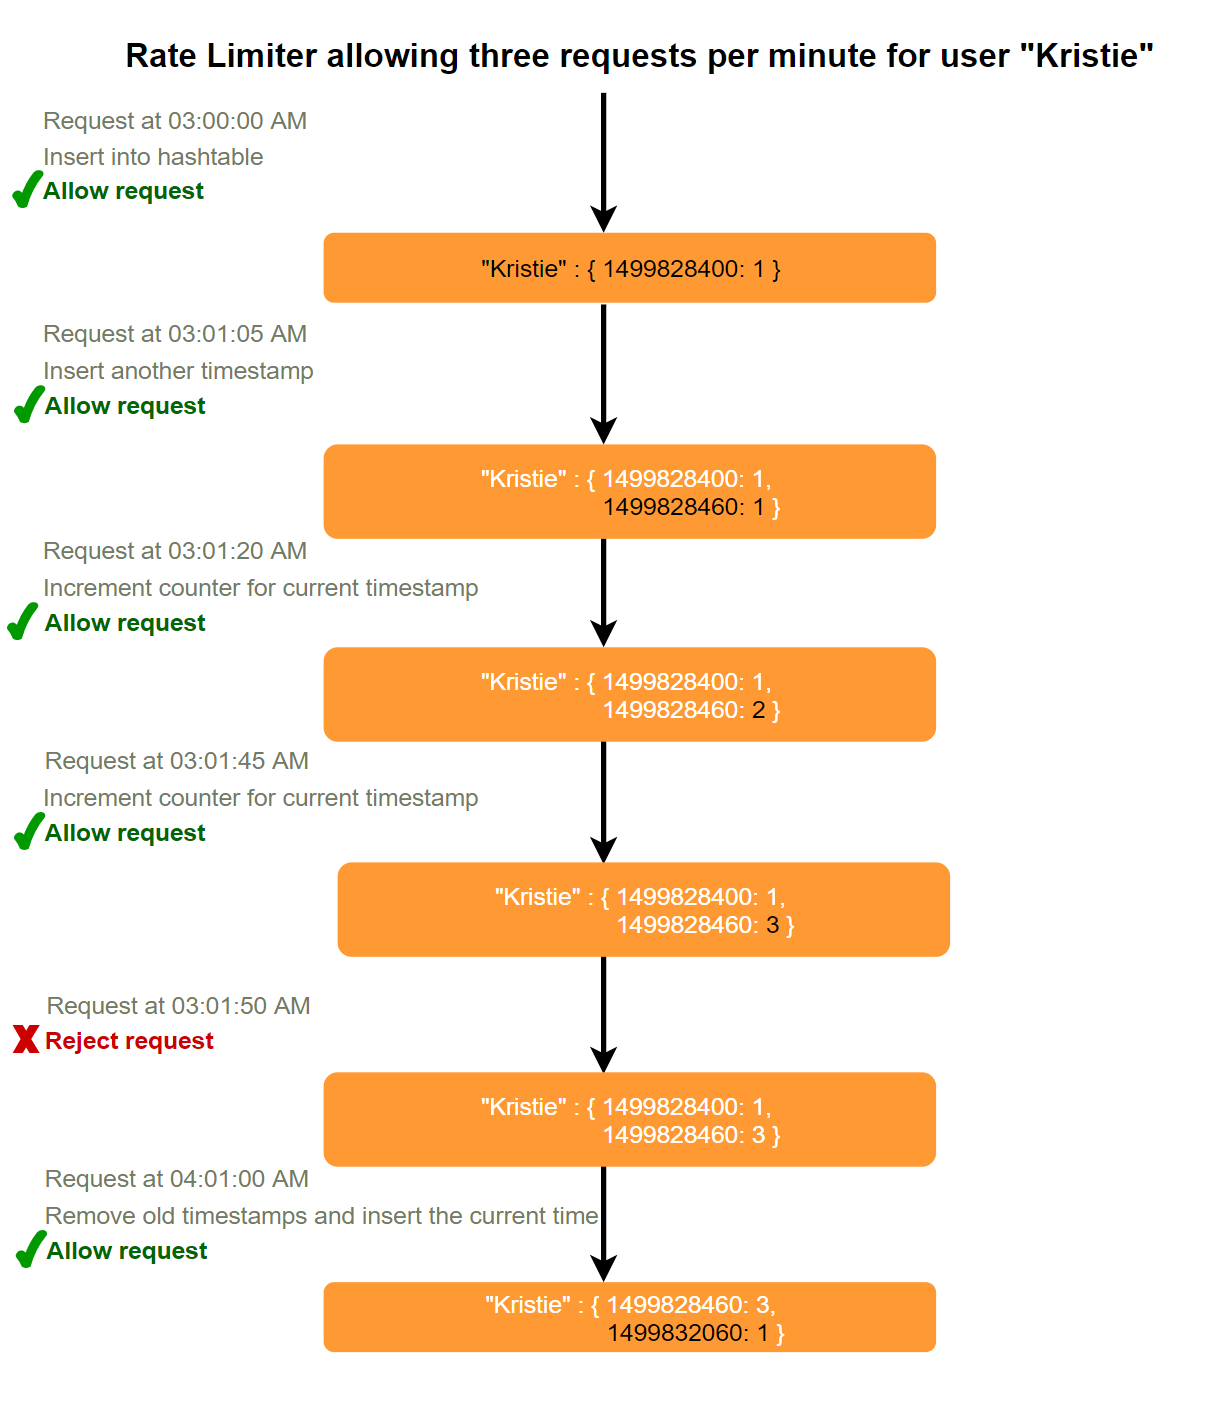 Rate Limiter allowing three requests per minute for user "Kristie"
Request at 03:00:00 AM
Insert into hashtable
Allow request
"Kristie" : { 1499828400: 1 }
Request at 03:01:05 AM
Insert another timestamp
Allow request
"Kristie" : { 1499828400: 1,
1499828460: 1 }
Request at 03:01:20 AM
Increment counter for current timestamp
Allow request
"Kristie" : { 1499828400: 1,
1499828460: 2 }
Request at 03:01:45 AM
Increment counter for current timestamp
Allow request
"Kristie" : { 1499828400: 1,
1499828460: 3 }
Request at 03:01:50 AM
Reject request
"Kristie" : { 1499828400: 1,
1499828460: 3 }
Request at 04:01:00 AM
Remove old timestamps and insert the current time
Allow request
"Kristie" : { 1499828460: 3,
1499832060: 1 }